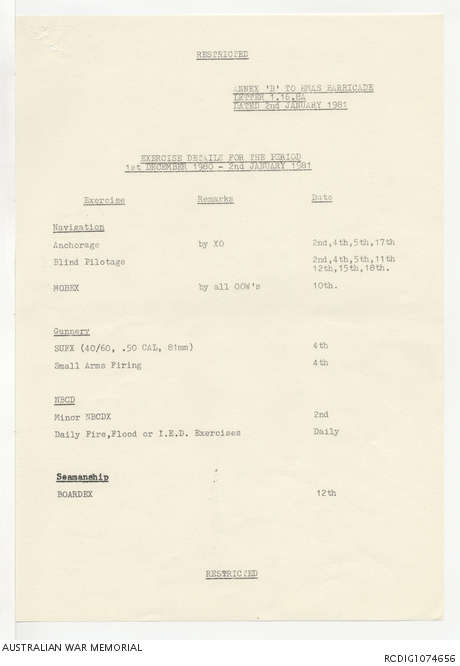 RESTRICTED
ANNEX 'B' TO HMAS BARRICADE
LETTER 1.16.8A
DATED 2nd JANUARY 1981
EXERCISE DETAILS FOR THE PERIOD
1st DECEMBER 1980 - 2nd JANUARY 1981
Exercise Remarks Date
Navigation
Anchorage by XO 2nd,4th,5th,17th
Blind Pilotage 2nd,4th,5th,11th
12th,15th,18th.
MOBEX by all OOW's 10th.
Gunnery
SUFX (40/60, .50 CAL, 81mm) 4th
Small Arms Firing 4th
NBCD
Minor NBCDX 2nd
Daily Fire,Flood or I.E.D. Exercises Daily
Seamanship
BOARDEX 12th
RESTRICTED
AUSTRALIAN WAR MEMORIAL RCDIG1074656